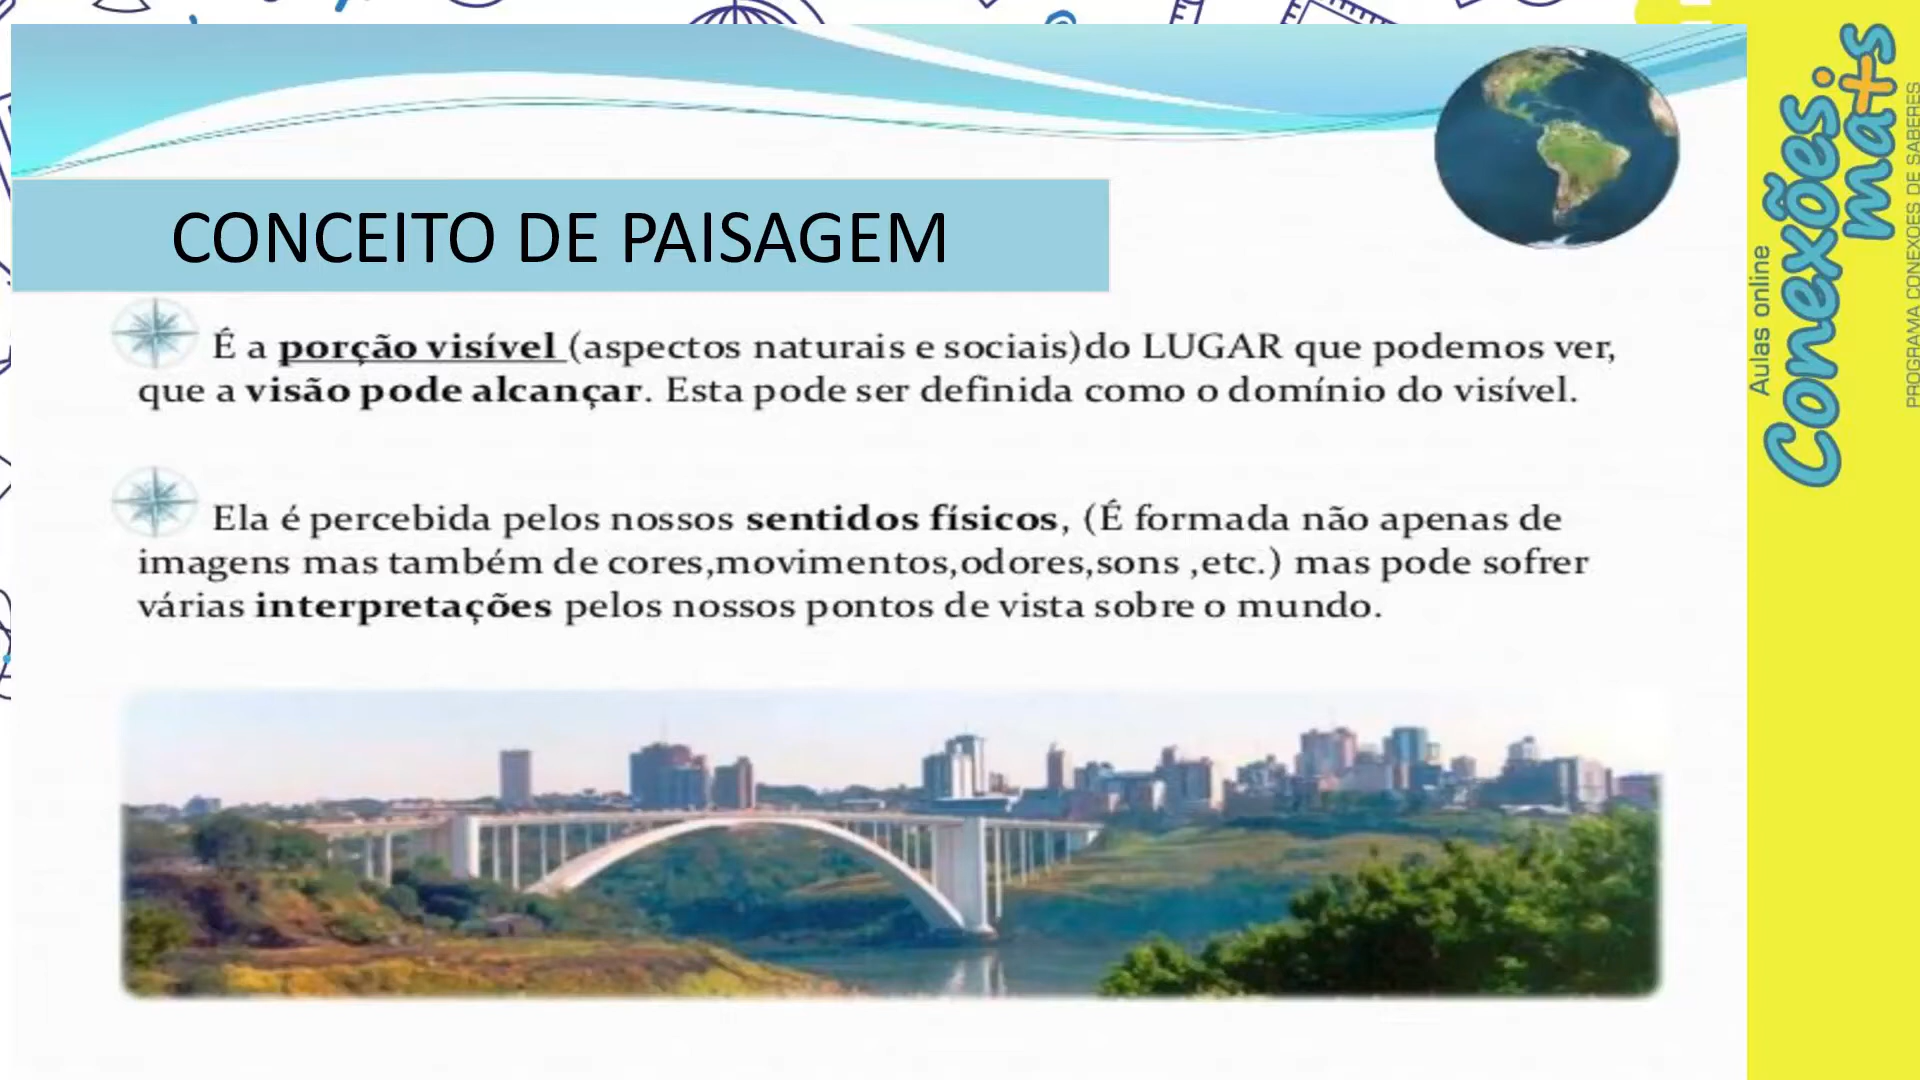 CONCEITO DE PAISAGEM
É a porção visível (aspectos naturais e sociais)do LUGAR que podemos ver,
que a visão pode alcançar. Esta pode ser definida como o domínio do visível.
Ela é percebida pelos nossos sentidos físicos, (É formada não apenas de
imagens mas também de cores,movimentos,odores,sons ,etc.) mas pode sofrer
várias interpretações pelos nossos pontos de vista sobre o mundo.
Aulas online
Conexões.
ma+s
PROGRAMA CONEXÕES DE SABERES